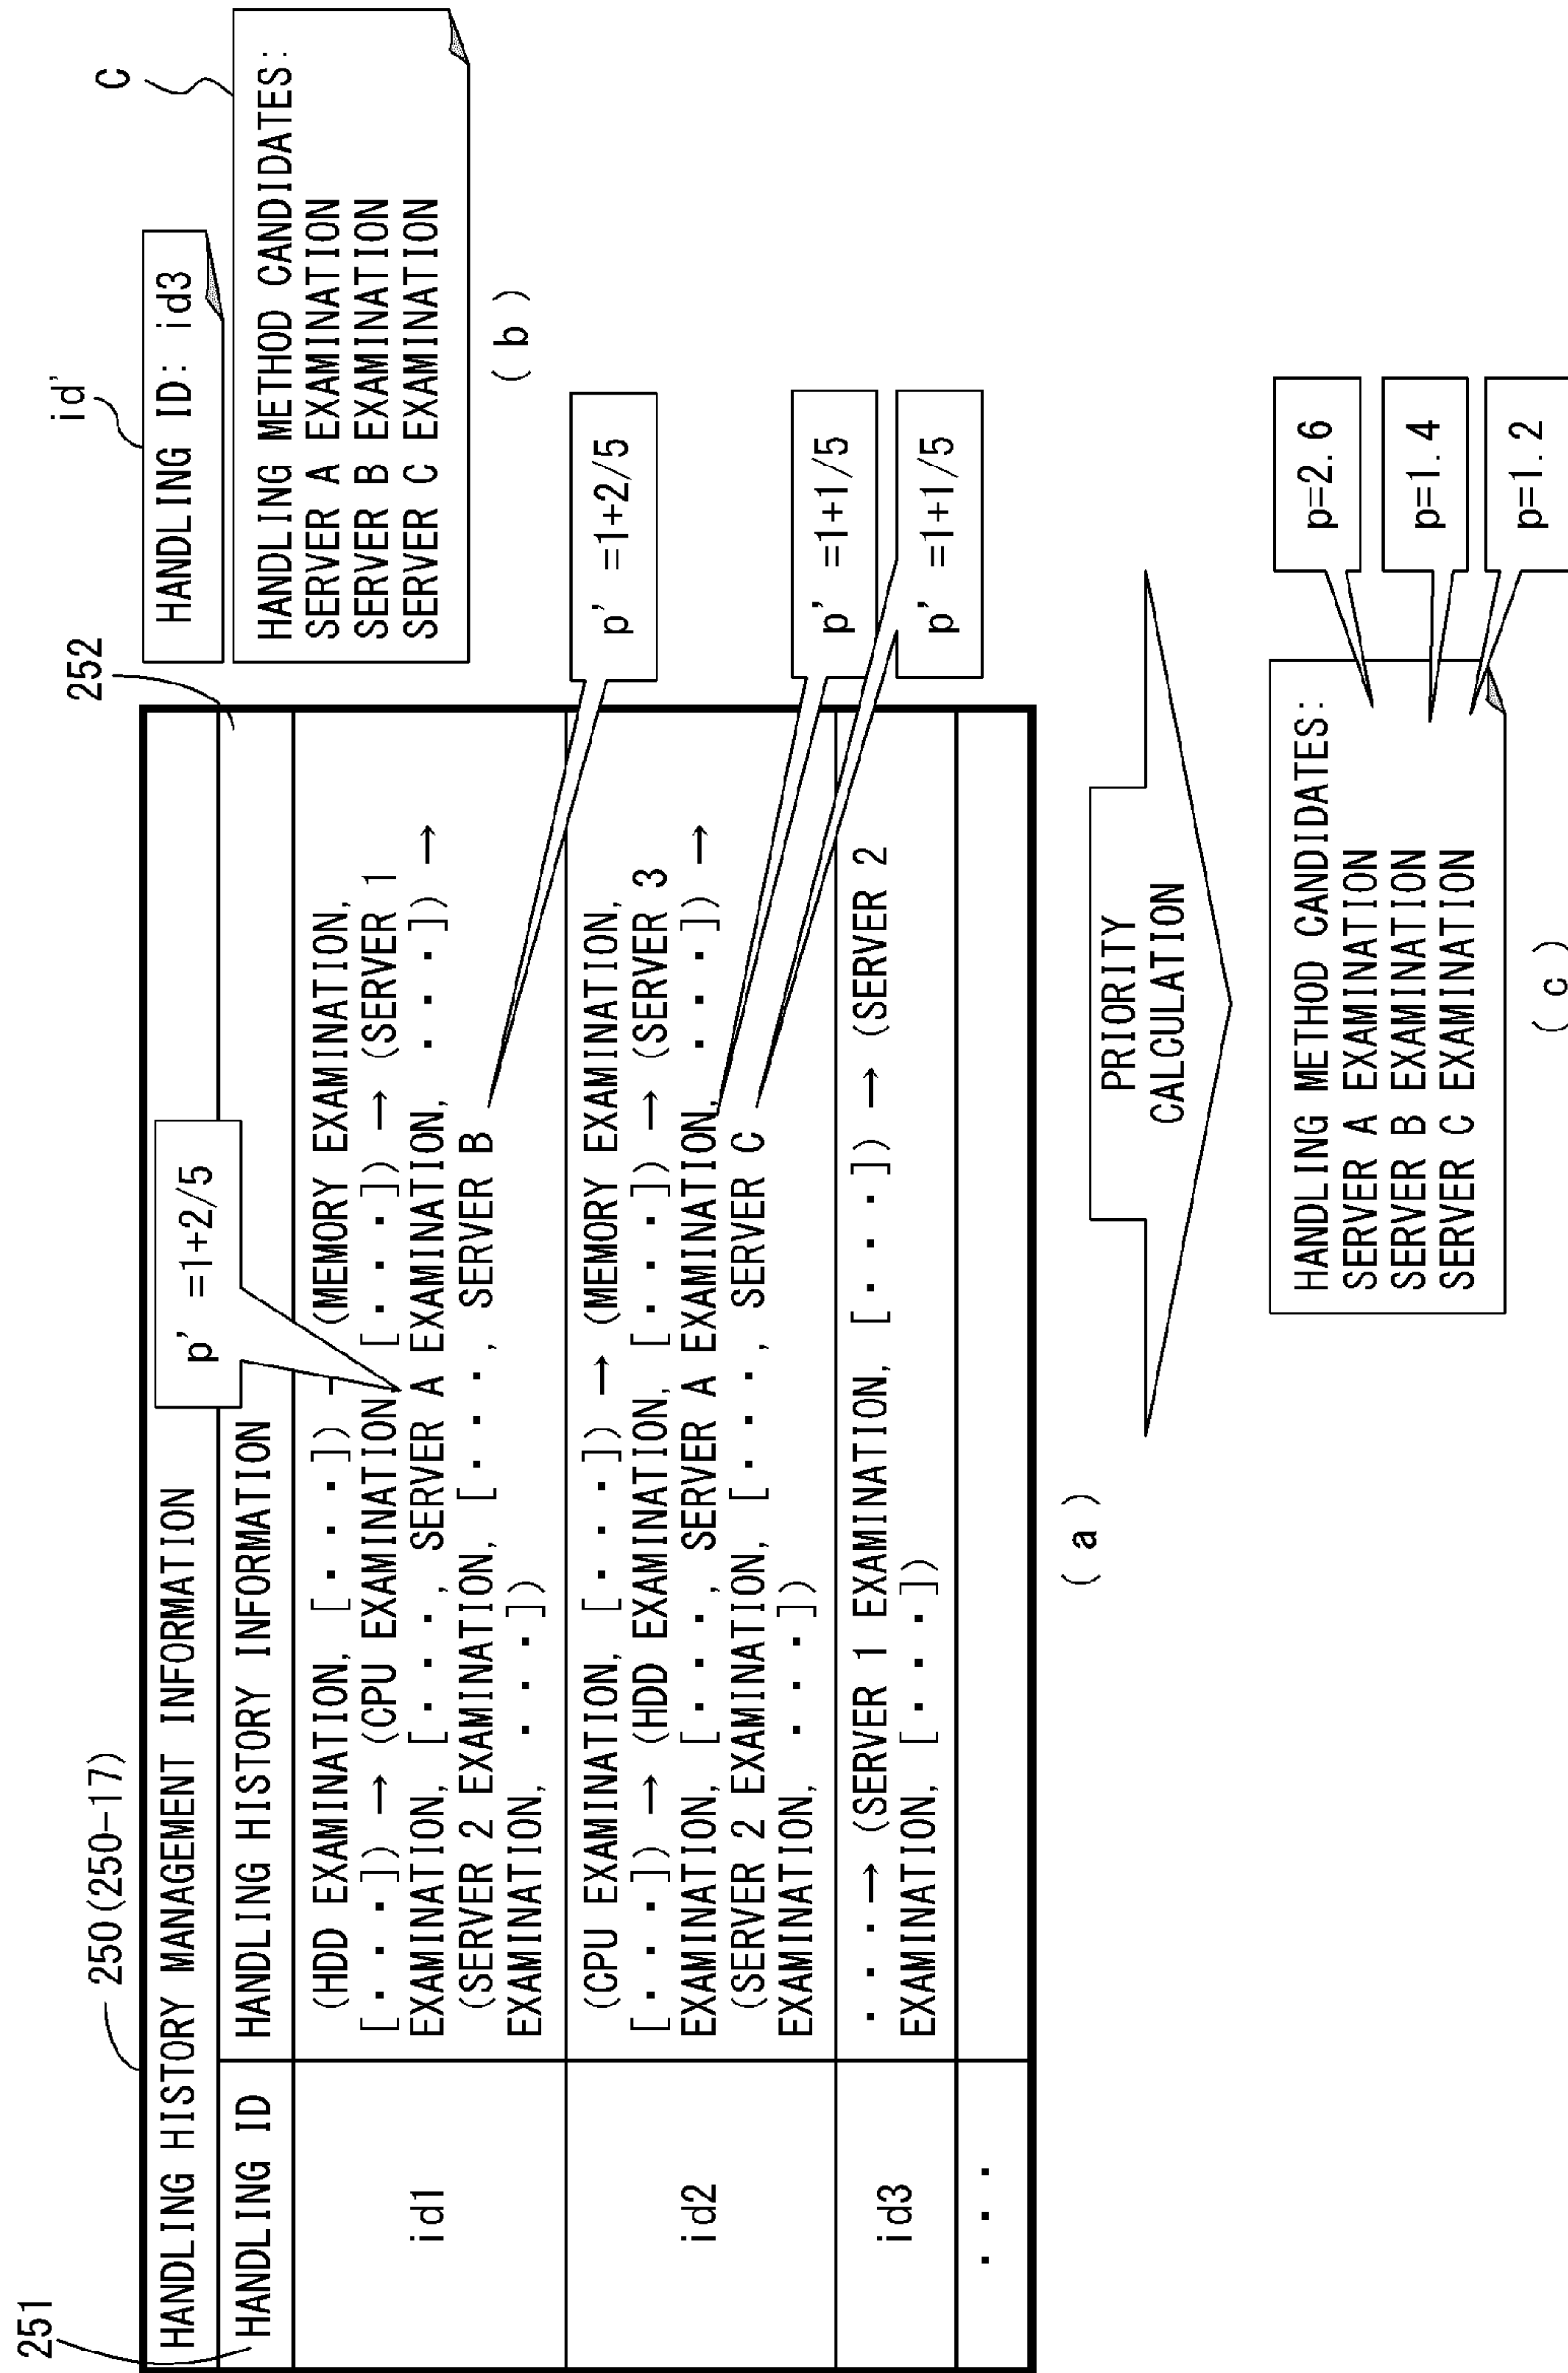 250(250-17)
251
252
HANDLING HISTORY MANAGEMENT INFORMATION
HANDLING ID
HANDLING HISTORY INFORMATION
p' =1+2/5
id1
(HDD EXAMINATION, [▪ ▪ ▪]) → (MEMORY EXAMINATION,
[▪ ▪ ▪]) → (CPU EXAMINATION, [▪ ▪ ▪]) → (SERVER 1
EXAMINATION, [▪ ▪ ▪, SERVER A EXAMINATION, ▪ ▪ ▪]) →
(SERVER 2 EXAMINATION, [▪ ▪ ▪, SERVER B
EXAMINATION, ▪ ▪ ▪])
p' =1+2/5
id2
(CPU EXAMINATION, [▪ ▪ ▪]) → (MEMORY EXAMINATION,
[▪ ▪ ▪]) → (HDD EXAMINATION, [▪ ▪ ▪]) → (SERVER 3
EXAMINATION, [▪ ▪ ▪, SERVER A EXAMINATION, ▪ ▪ ▪]) →
(SERVER 2 EXAMINATION, [▪ ▪ ▪, SERVER C
EXAMINATION, ▪ ▪ ▪])
p' =1+1/5
p' =1+1/5
id3
▪ ▪ ▪ → (SERVER 1 EXAMINATION, [▪ ▪ ▪]) → (SERVER 2
EXAMINATION, [▪ ▪ ▪])
▪ ▪ ▪
(a)
id'
HANDLING ID: id3
C
HANDLING METHOD CANDIDATES:
SERVER A EXAMINATION
SERVER B EXAMINATION
SERVER C EXAMINATION
(b)
PRIORITY
CALCULATION
HANDLING METHOD CANDIDATES:
SERVER A EXAMINATION
SERVER B EXAMINATION
SERVER C EXAMINATION
p=2.6
p=1.4
p=1.2
(c)